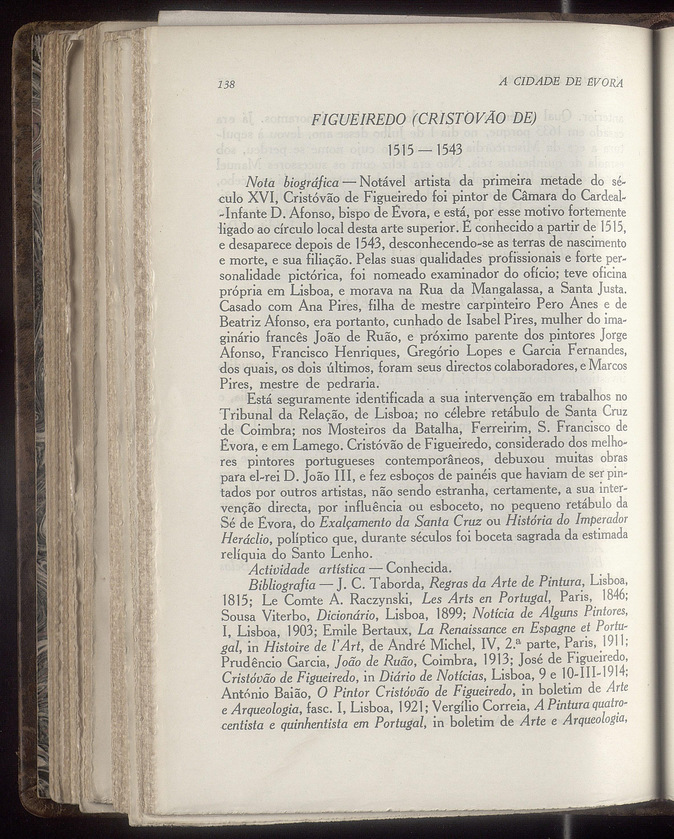 138
A CIDADE DE ÉVORA
FIGUEIREDO (CRISTOVÃO DE)
1515 — 1543
Nota biográfica — Notável artista da primeira metade do sé-
culo XVI, Cristóvão de Figueiredo foi pintor de Câmara do Cardeal-
-Infante D. Afonso, bispo de Évora, e está, por esse motivo fortemente
ligado ao círculo local desta arte superior. É conhecido a partir de 1515,
e desaparece depois de 1543, desconhecendo-se as terras de nascimento
e morte, e sua filiação. Pelas suas qualidades profissionais e forte per-
sonalidade pictórica, foi nomeado examinador do ofício; teve oficina
própria em Lisboa, e morava na Rua da Mangalassa, a Santa Justa.
Casado com Ana Pires, filha de mestre carpinteiro Pero Anes e de
Beatriz Afonso, era portanto, cunhado de Isabel Pires, mulher do ima-
ginário francês João de Ruão, e próximo parente dos pintores Jorge
Afonso, Francisco Henriques, Gregório Lopes e Garcia Fernandes,
dos quais, os dois últimos, foram seus directos colaboradores, e Marcos
Pires, mestre de pedraria.
Está seguramente identificada a sua intervenção em trabalhos no
Tribunal da Relação, de Lisboa; no célebre retábulo de Santa Cruz
de Coimbra; nos Mosteiros da Batalha, Ferreirim, S. Francisco de
Évora, e em Lamego. Cristóvão de Figueiredo, considerado dos melho-
res pintores portugueses contemporâneos, debuxou muitas obras
para el-rei D. João III, e fez esboços de painéis que haviam de ser pin-
tados por outros artistas, não sendo estranha, certamente, a sua inter-
venção directa, por influência ou esboceto, no pequeno retábulo da
Sé de Évora, do Exalçamento da Santa Cruz ou História do Imperador
Heráclio, políptico que, durante séculos foi boceta sagrada da estimada
relíquia do Santo Lenho.
Actividade artística — Conhecida.
Bibliografia — J. C. Taborda, Regras da Arte de Pintura, Lisboa,
1815; Le Comte A. Raczynski, Les Arts en Portugal, Paris, 1846;
Sousa Viterbo, Dicionário, Lisboa, 1899; Notícia de Alguns Pintores,
I, Lisboa, 1903; Emile Bertaux, La Renaissance en Espagne et Portu-
gal, in Histoire de l'Art, de André Michel, IV, 2.ª parte, Paris, 1911;
Prudêncio Garcia, João de Ruão, Coimbra, 1913; José de Figueiredo,
Cristóvão de Figueiredo, in Diário de Notícias, Lisboa, 9 e 10-III-1914;
António Baião, O Pintor Cristóvão de Figueiredo, in boletim de Arte
e Arqueologia, fasc. I, Lisboa, 1921; Vergílio Correia, A Pintura quatro-
centista e quinhentista em Portugal, in boletim de Arte e Arqueologia,